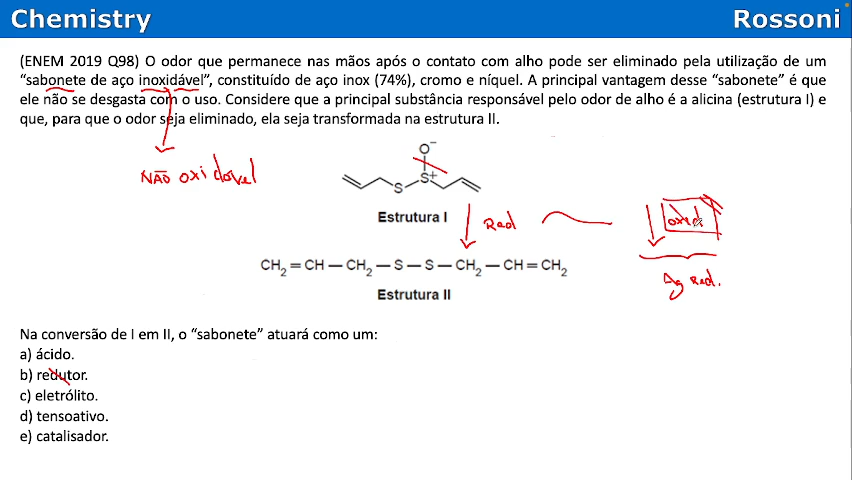 Chemistry
Rossoni
(ENEM 2019 Q98) O odor que permanece nas mãos após o contato com alho pode ser eliminado pela utilização de um
“sabonete de aço inoxidável”, constituído de aço inox (74%), cromo e níquel. A principal vantagem desse “sabonete” é que
ele não se desgasta com o uso. Considere que a principal substância responsável pelo odor de alho é a alicina (estrutura I) e
que, para que o odor seja eliminado, ela seja transformada na estrutura II.
NÃO oxidável
O⁻
S
S⁺
Estrutura I
Red
oxid
CH₂=CH — CH₂ — S — S — CH₂ — CH=CH₂
Ag Red.
Estrutura II
Na conversão de I em II, o “sabonete” atuará como um:
a) ácido.
b) redutor.
c) eletrólito.
d) tensoativo.
e) catalisador.